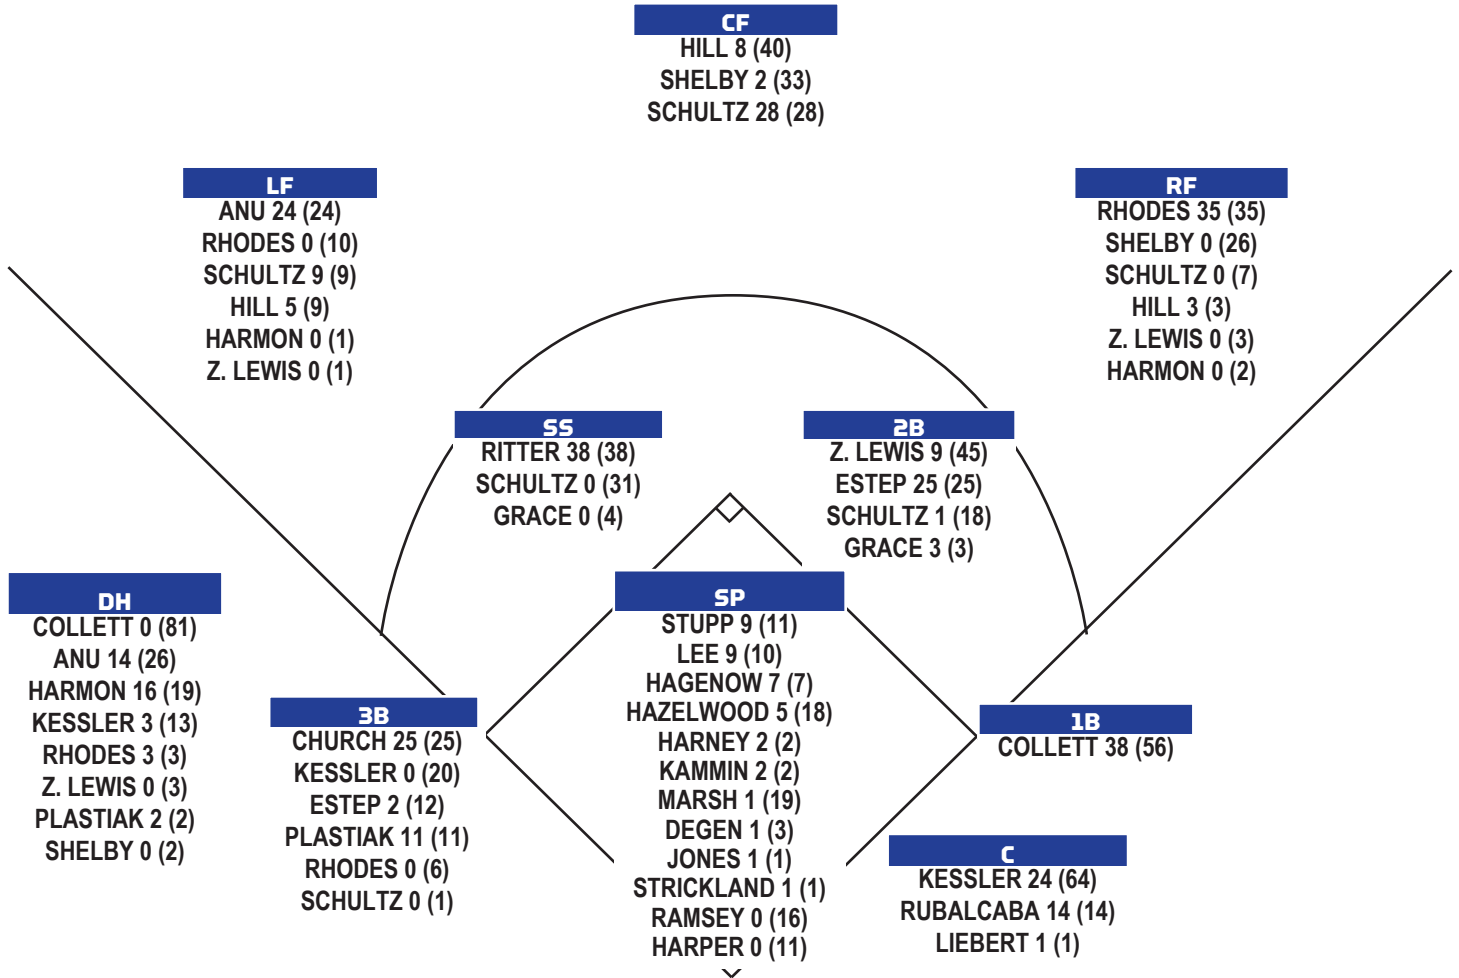 CF
HILL 8 (40)
SHELBY 2 (33)
SCHULTZ 28 (28)
LF
ANU 24 (24)
RHODES 0 (10)
SCHULTZ 9 (9)
HILL 5 (9)
HARMON 0 (1)
Z. LEWIS 0 (1)
RF
RHODES 35 (35)
SHELBY 0 (26)
SCHULTZ 0 (7)
HILL 3 (3)
Z. LEWIS 0 (3)
HARMON 0 (2)
SS
RITTER 38 (38)
SCHULTZ 0 (31)
GRACE 0 (4)
2B
Z. LEWIS 9 (45)
ESTEP 25 (25)
SCHULTZ 1 (18)
GRACE 3 (3)
DH
COLLETT 0 (81)
ANU 14 (26)
HARMON 16 (19)
KESSLER 3 (13)
RHODES 3 (3)
Z. LEWIS 0 (3)
PLASTIAK 2 (2)
SHELBY 0 (2)
3B
CHURCH 25 (25)
KESSLER 0 (20)
ESTEP 2 (12)
PLASTIAK 11 (11)
RHODES 0 (6)
SCHULTZ 0 (1)
SP
STUPP 9 (11)
LEE 9 (10)
HAGENOW 7 (7)
HAZELWOOD 5 (18)
HARNEY 2 (2)
KAMMIN 2 (2)
MARSH 1 (19)
DEGEN 1 (3)
JONES 1 (1)
STRICKLAND 1 (1)
RAMSEY 0 (16)
HARPER 0 (11)
1B
COLLETT 38 (56)
C
KESSLER 24 (64)
RUBALCABA 14 (14)
LIEBERT 1 (1)